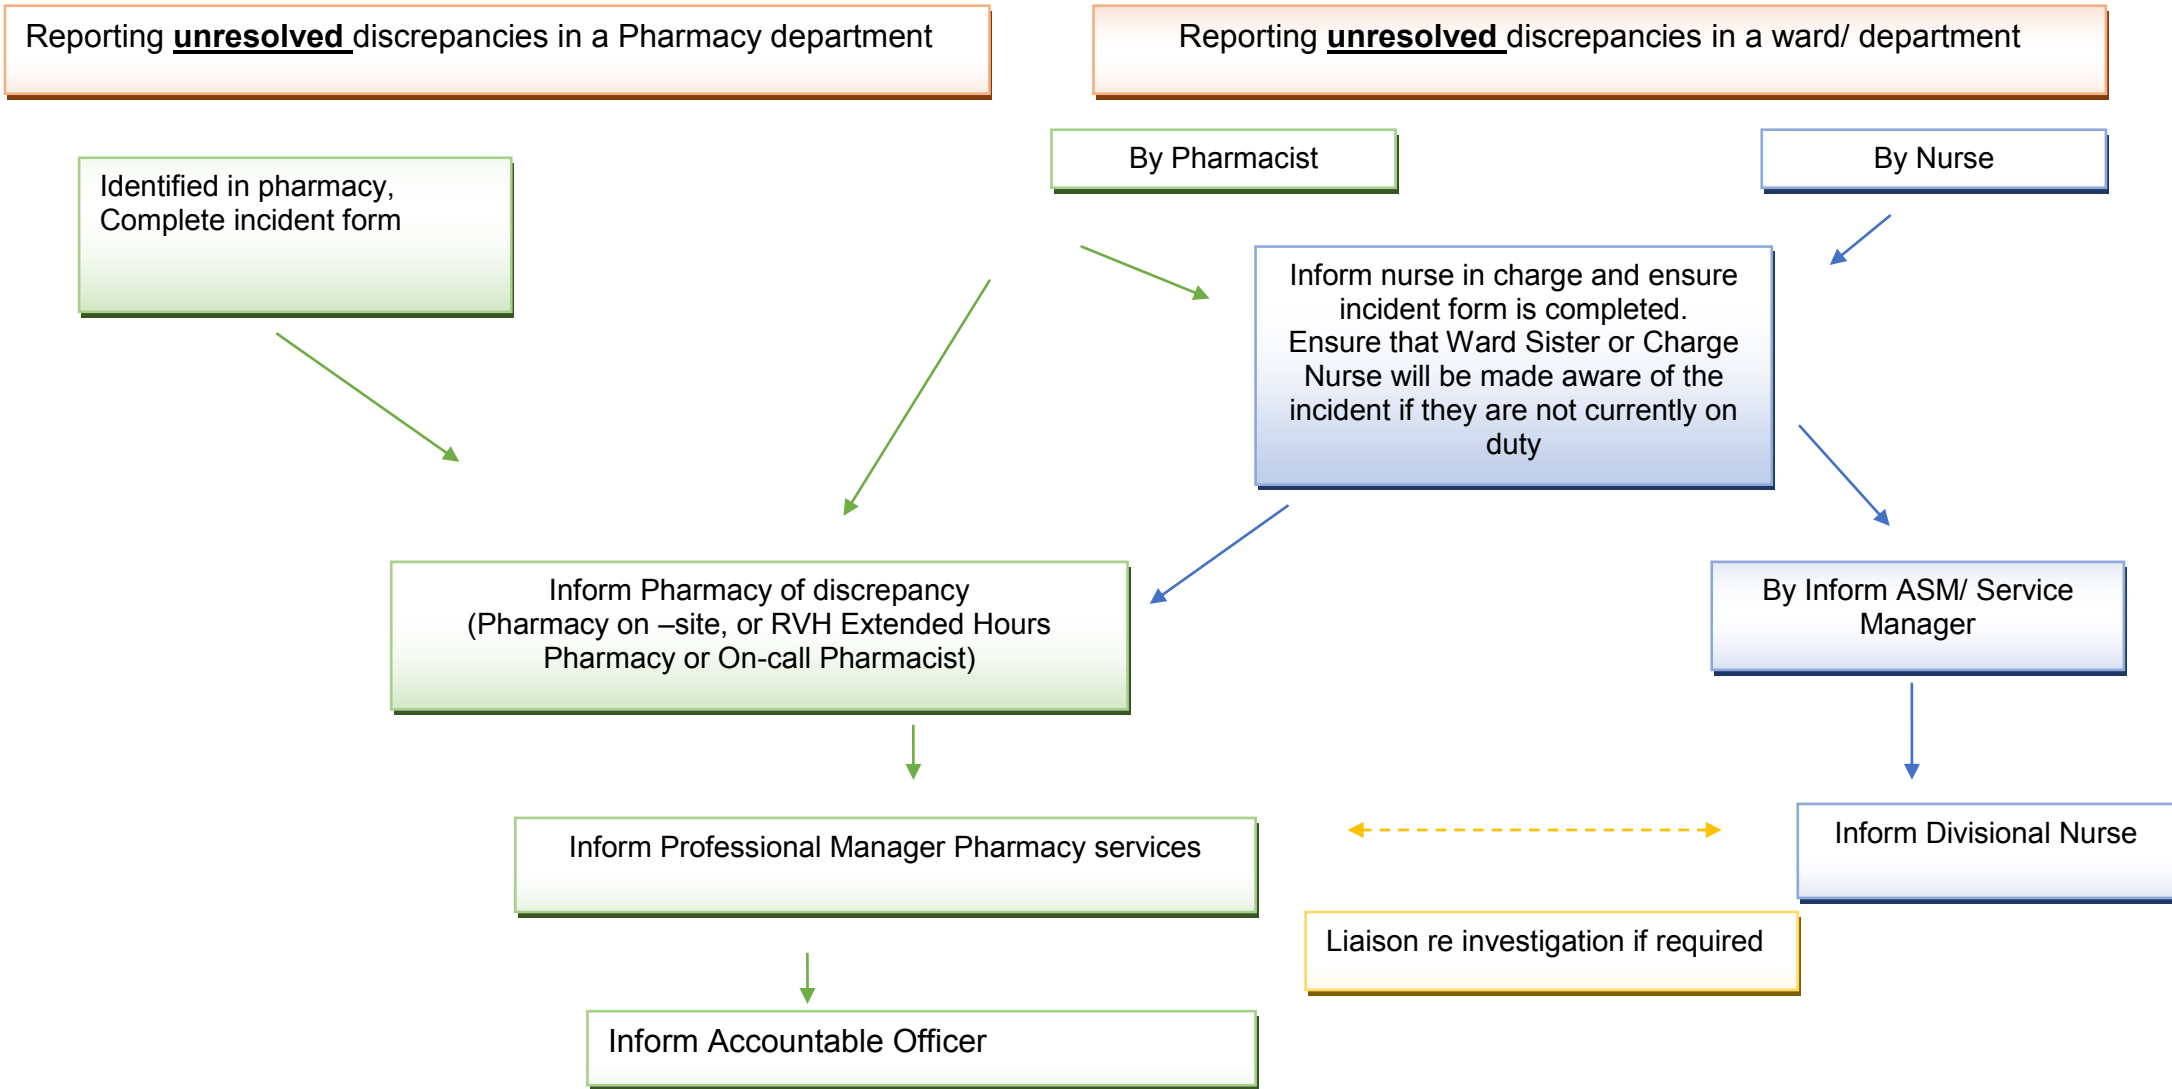 Reporting unresolved discrepancies in a Pharmacy department
Reporting unresolved discrepancies in a ward/ department
By Pharmacist
By Nurse
Identified in pharmacy,
Complete incident form
Inform nurse in charge and ensure
incident form is completed.
Ensure that Ward Sister or Charge
Nurse will be made aware of the
incident if they are not currently on
duty
Inform Pharmacy of discrepancy
(Pharmacy on –site, or RVH Extended Hours
Pharmacy or On-call Pharmacist)
By Inform ASM/ Service
Manager
Inform Professional Manager Pharmacy services
Inform Divisional Nurse
Liaison re investigation if required
Inform Accountable Officer